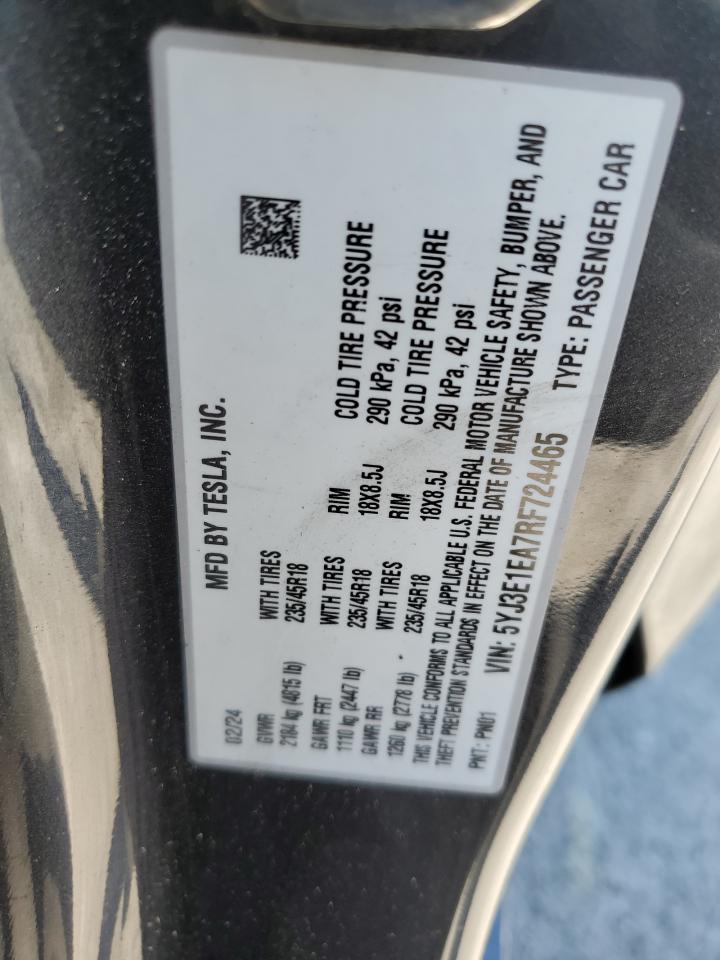 MFD BY TESLA, INC.
02/24
GVWR
2184 kg (4815 lb)
WITH TIRES
235/45R18
GAWR FRT
1110 kg (2447 lb)
WITH TIRES
235/45R18
RIM
18X8.5J
COLD TIRE PRESSURE
290 kPa, 42 psi
GAWR RR
1260 kg (2778 lb)
WITH TIRES
235/45R18
RIM
18X8.5J
COLD TIRE PRESSURE
290 kPa, 42 psi
THIS VEHICLE CONFORMS TO ALL APPLICABLE U.S. FEDERAL MOTOR VEHICLE SAFETY, BUMPER, AND
THEFT PREVENTION STANDARDS IN EFFECT ON THE DATE OF MANUFACTURE SHOWN ABOVE.
PNT: PN01 VIN: 5YJ3E1EA7RF724465 TYPE: PASSENGER CAR